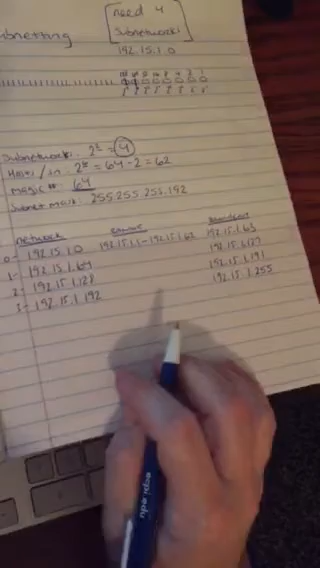 Subnetting
need 4
Subnetworks
192.15.1.0
Subnetworks: 2² = 4
2⁶ = 64 - 2 = 62
MAGIC #: 64
Subnet mask: 255.255.255.192
Network
Broadcast
0- 192.15.1.0 192.15.1.1-192.15.1.62 192.15.1.63
1- 192.15.1.64 192.15.1.127
2- 192.15.1.128 192.15.1.191
3- 192.15.1.192 192.15.1.255
ecpi.edu